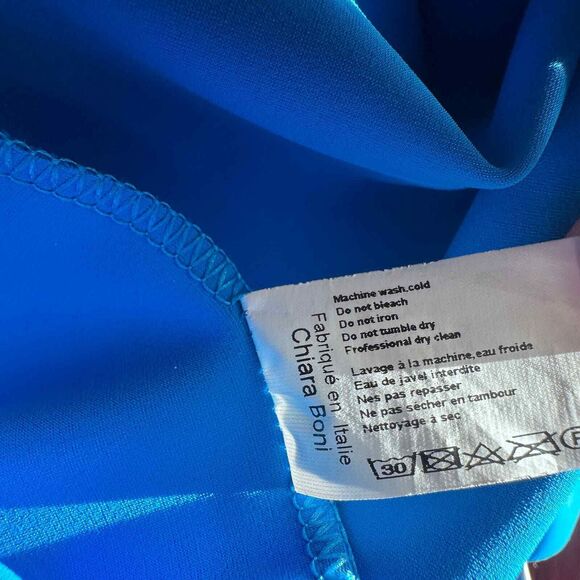 Machine wash,cold
Do not bleach
Do not iron
Do not tumble dry
Professional dry clean
Lavage à la machine,eau froids
Eau de javel interdite
Nes pas repasser
Ne pas sécher en tambour
Nettoyage à sec
Fabriqué en Italie
Chiara Boni
30
P